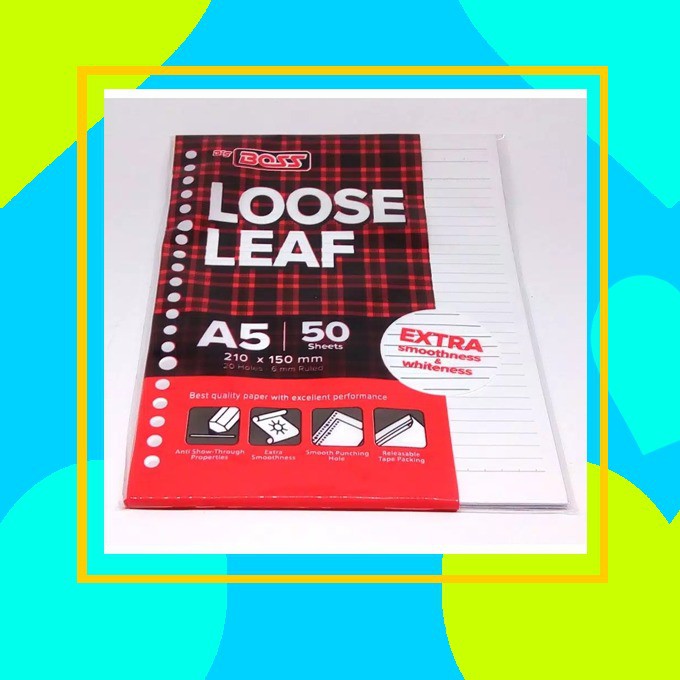 BIG BOSS
LOOSE
LEAF
A5 | 50
Sheets
210 x 150 mm
20 Holes · 6 mm Ruled
EXTRA
smoothness
&
whiteness
Best quality paper with excellent performance
Anti Show-Through
Properties
Extra
Smoothness
Smooth Punching
Hole
Releasable
Tape Packing